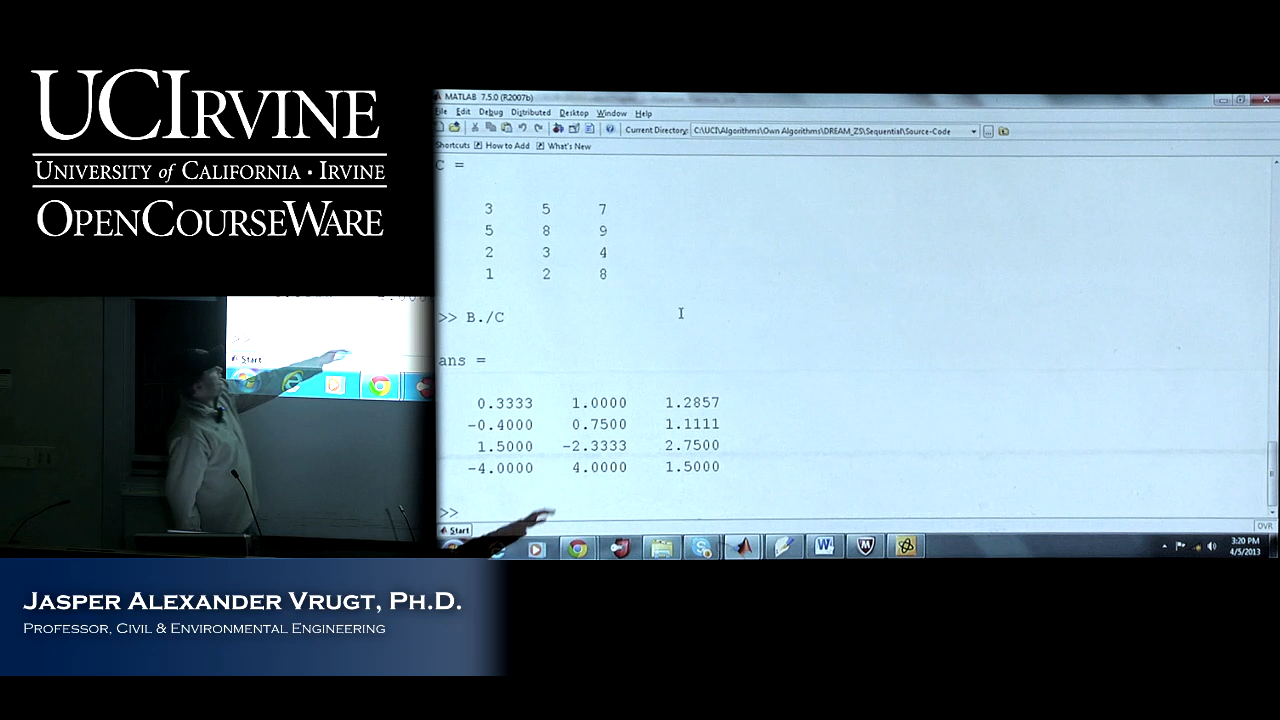 UCIRVINE
UNIVERSITY of CALIFORNIA · IRVINE
OPENCOURSEWARE
MATLAB 7.5.0 (R2007b)
File Edit Debug Distributed Desktop Window Help
Current Directory: C:\UCI\Algorithms\Own Algorithms\DREAM_ZS\Sequential\Source-Code
Shortcuts How to Add What's New
C =
3 5 7
5 8 9
2 3 4
1 2 8
>> B./C
ans =
0.3333 1.0000 1.2857
-0.4000 0.7500 1.1111
1.5000 -2.3333 2.7500
-4.0000 4.0000 1.5000
>>
Start
OVR
3:20 PM
4/5/2013
Start
JASPER ALEXANDER VRUGT, PH.D.
PROFESSOR, CIVIL & ENVIRONMENTAL ENGINEERING